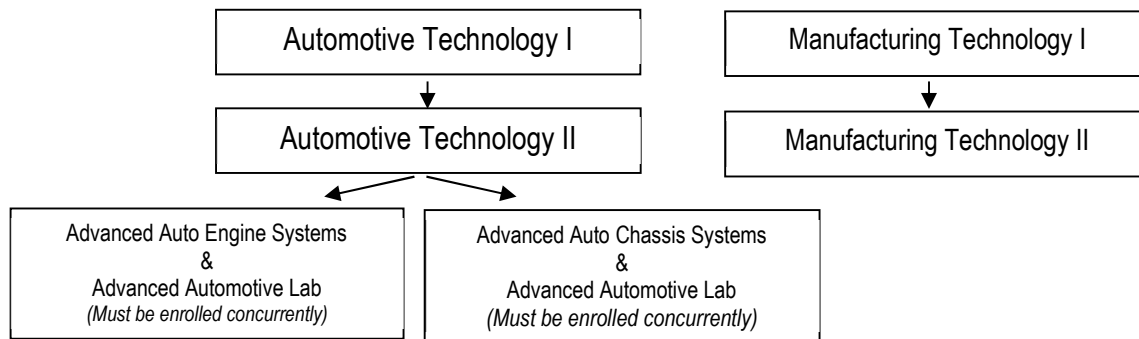 Automotive Technology I
Manufacturing Technology I
Automotive Technology II
Manufacturing Technology II
Advanced Auto Engine Systems
&
Advanced Automotive Lab
(Must be enrolled concurrently)
Advanced Auto Chassis Systems
&
Advanced Automotive Lab
(Must be enrolled concurrently)